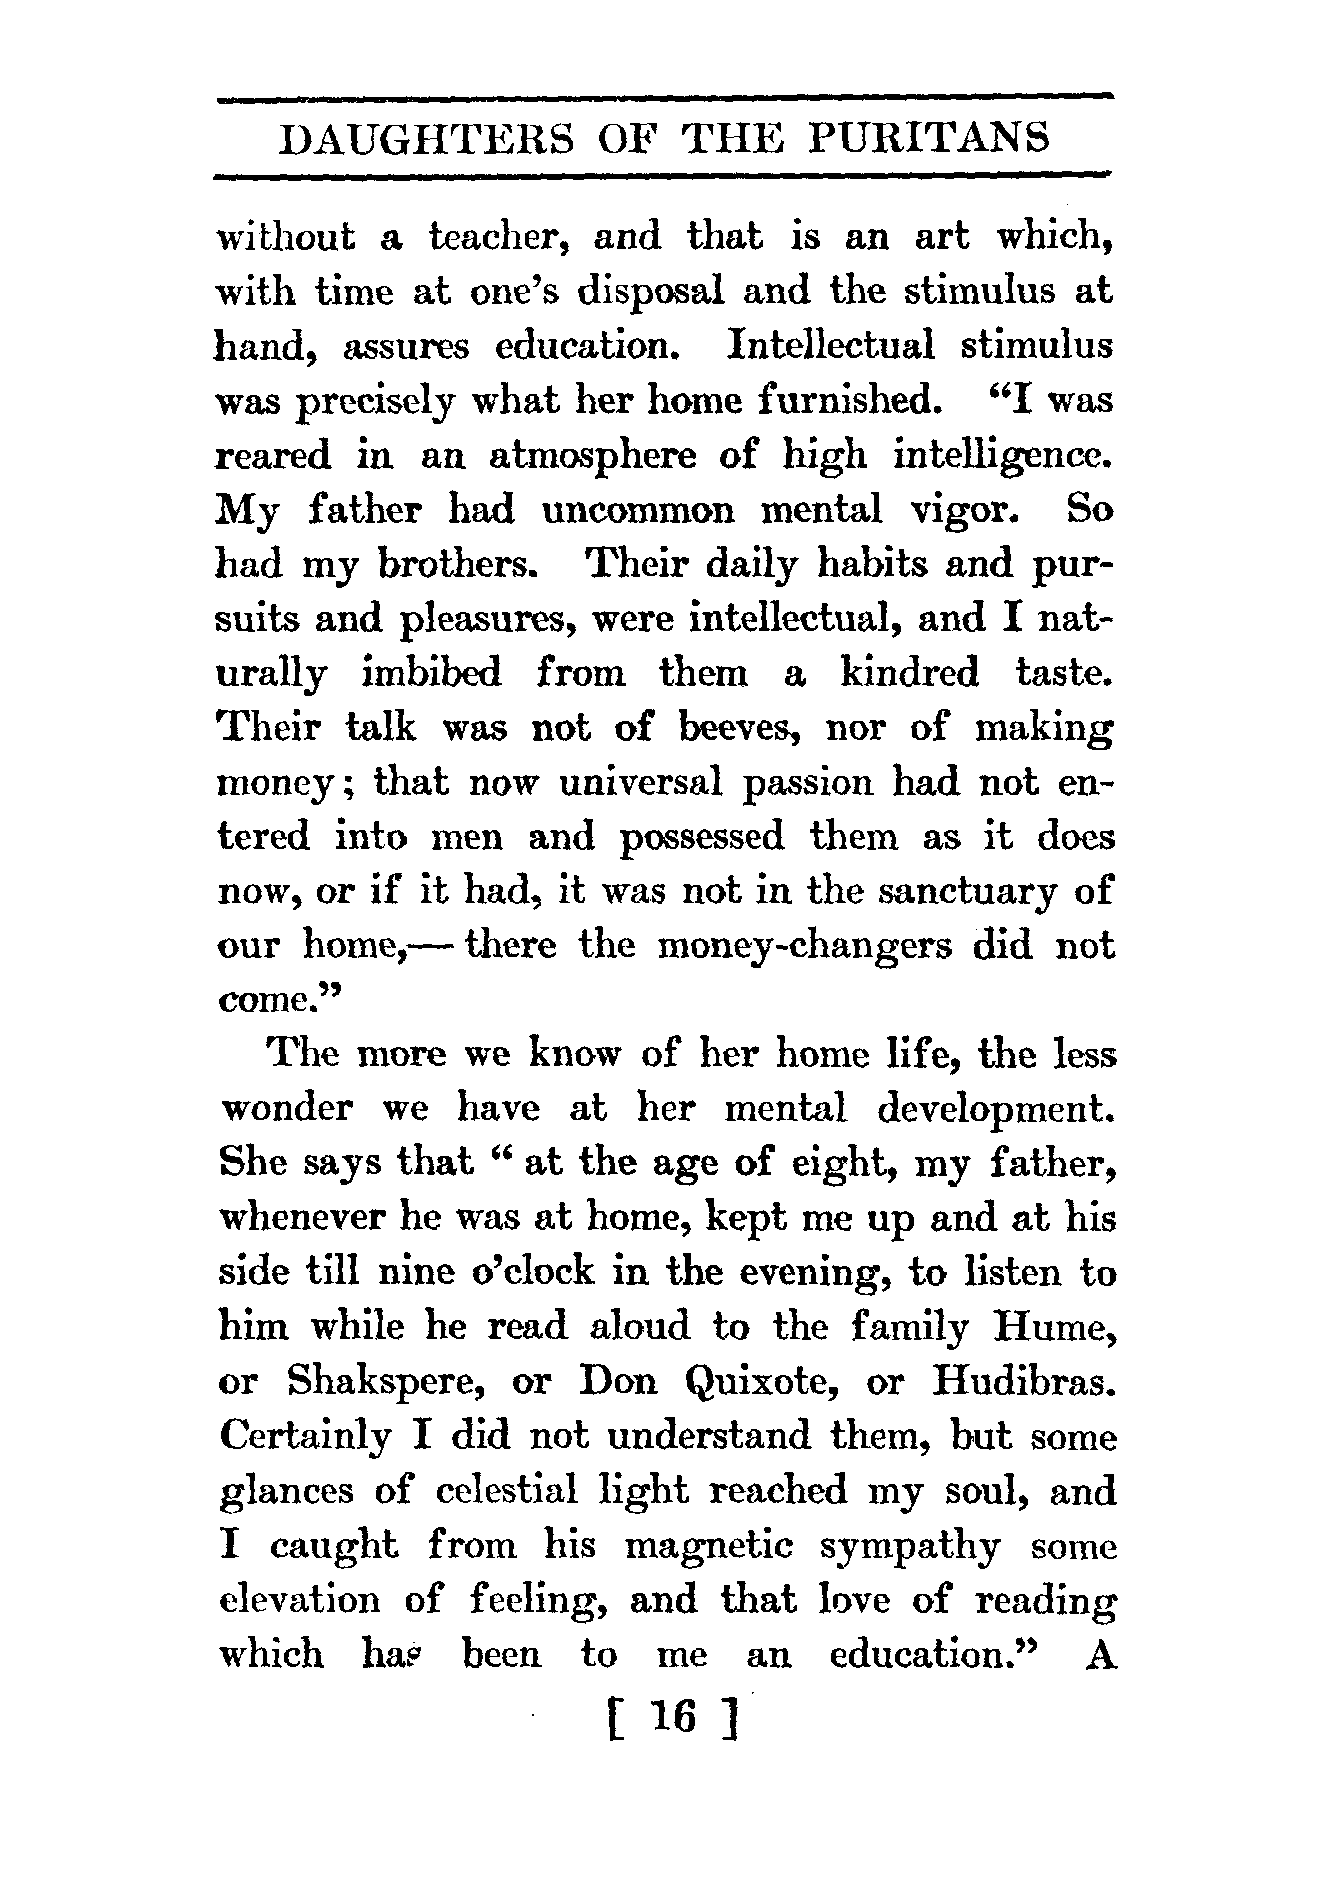 DAUGHTERS OF THE PURITANS
without a teacher, and that is an art which,
with time at one's disposal and the stimulus at
hand, assures education. Intellectual stimulus
was precisely what her home furnished. “I was
reared in an atmosphere of high intelligence.
My father had uncommon mental vigor. So
had my brothers. Their daily habits and pur-
suits and pleasures, were intellectual, and I nat-
urally imbibed from them a kindred taste.
Their talk was not of beeves, nor of making
money; that now universal passion had not en-
tered into men and possessed them as it does
now, or if it had, it was not in the sanctuary of
our home,— there the money-changers did not
come.”
The more we know of her home life, the less
wonder we have at her mental development.
She says that “ at the age of eight, my father,
whenever he was at home, kept me up and at his
side till nine o'clock in the evening, to listen to
him while he read aloud to the family Hume,
or Shakspere, or Don Quixote, or Hudibras.
Certainly I did not understand them, but some
glances of celestial light reached my soul, and
I caught from his magnetic sympathy some
elevation of feeling, and that love of reading
which has been to me an education.” A
[ 16 ]